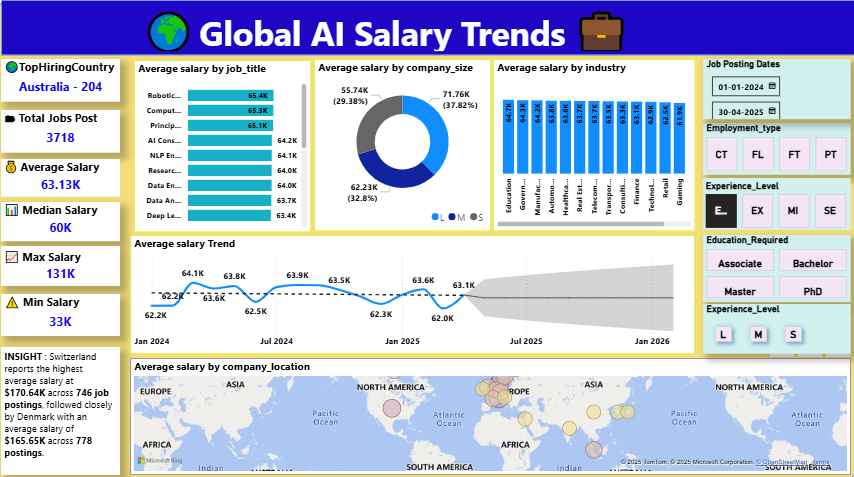 Global AI Salary Trends
TopHiringCountry
Australia - 204
Total Jobs Post
3718
Average Salary
63.13K
Median Salary
60K
Max Salary
131K
Min Salary
33K
INSIGHT : Switzerland
reports the highest
average salary at
$170.64K across 746 job
postings, followed closely
by Denmark with an
average salary of
$165.65K across 778
postings.
Average salary by job_title
Robotic... 65.4K
Comput... 65.3K
Princip... 65.1K
AI Cons... 64.2K
NLP En... 64.1K
Researc... 64.0K
Data En... 64.0K
Data An... 63.7K
Deep Le... 63.4K
Average salary by company_size
55.74K
(29.38%)
71.76K
(37.82%)
62.23K
(32.8%)
L M S
Average salary by industry
64.7K 64.3K 64.2K 63.8K 63.8K 63.7K 63.7K 63.5K 63.3K 63.1K 62.9K 62.5K 61.9K
Education Govern... Manufac... Automo... Healthca... Real Est... Telecom... Transpor... Consulti... Finance Technol... Retail Gaming
Average salary Trend
62.2K 62.2K 64.1K 63.6K 63.8K 62.5K 63.9K 63.5K 62.3K 63.6K 62.0K 63.1K
Jan 2024 Jul 2024 Jan 2025 Jul 2025 Jan 2026
Average salary by company_location
EUROPE ASIA NORTH AMERICA EUROPE ASIA NORTH AMERICA EUROPE
Pacific
Ocean
Atlantic
Ocean
Pacific
Ocean
Atlantic
Ocean
AFRICA AFRICA AFRICA
Microsoft Bing
Indian SOUTH AMERICA Indian SOUTH AMERICA
© 2025 TomTom, © 2025 Microsoft Corporation, © OpenStreetMap Terms
Job Posting Dates
01-01-2024
30-04-2025
Employment_type
CT FL FT PT
Experience_Level
E... EX MI SE
Education_Required
Associate Bachelor
Master PhD
Experience_Level
L M S